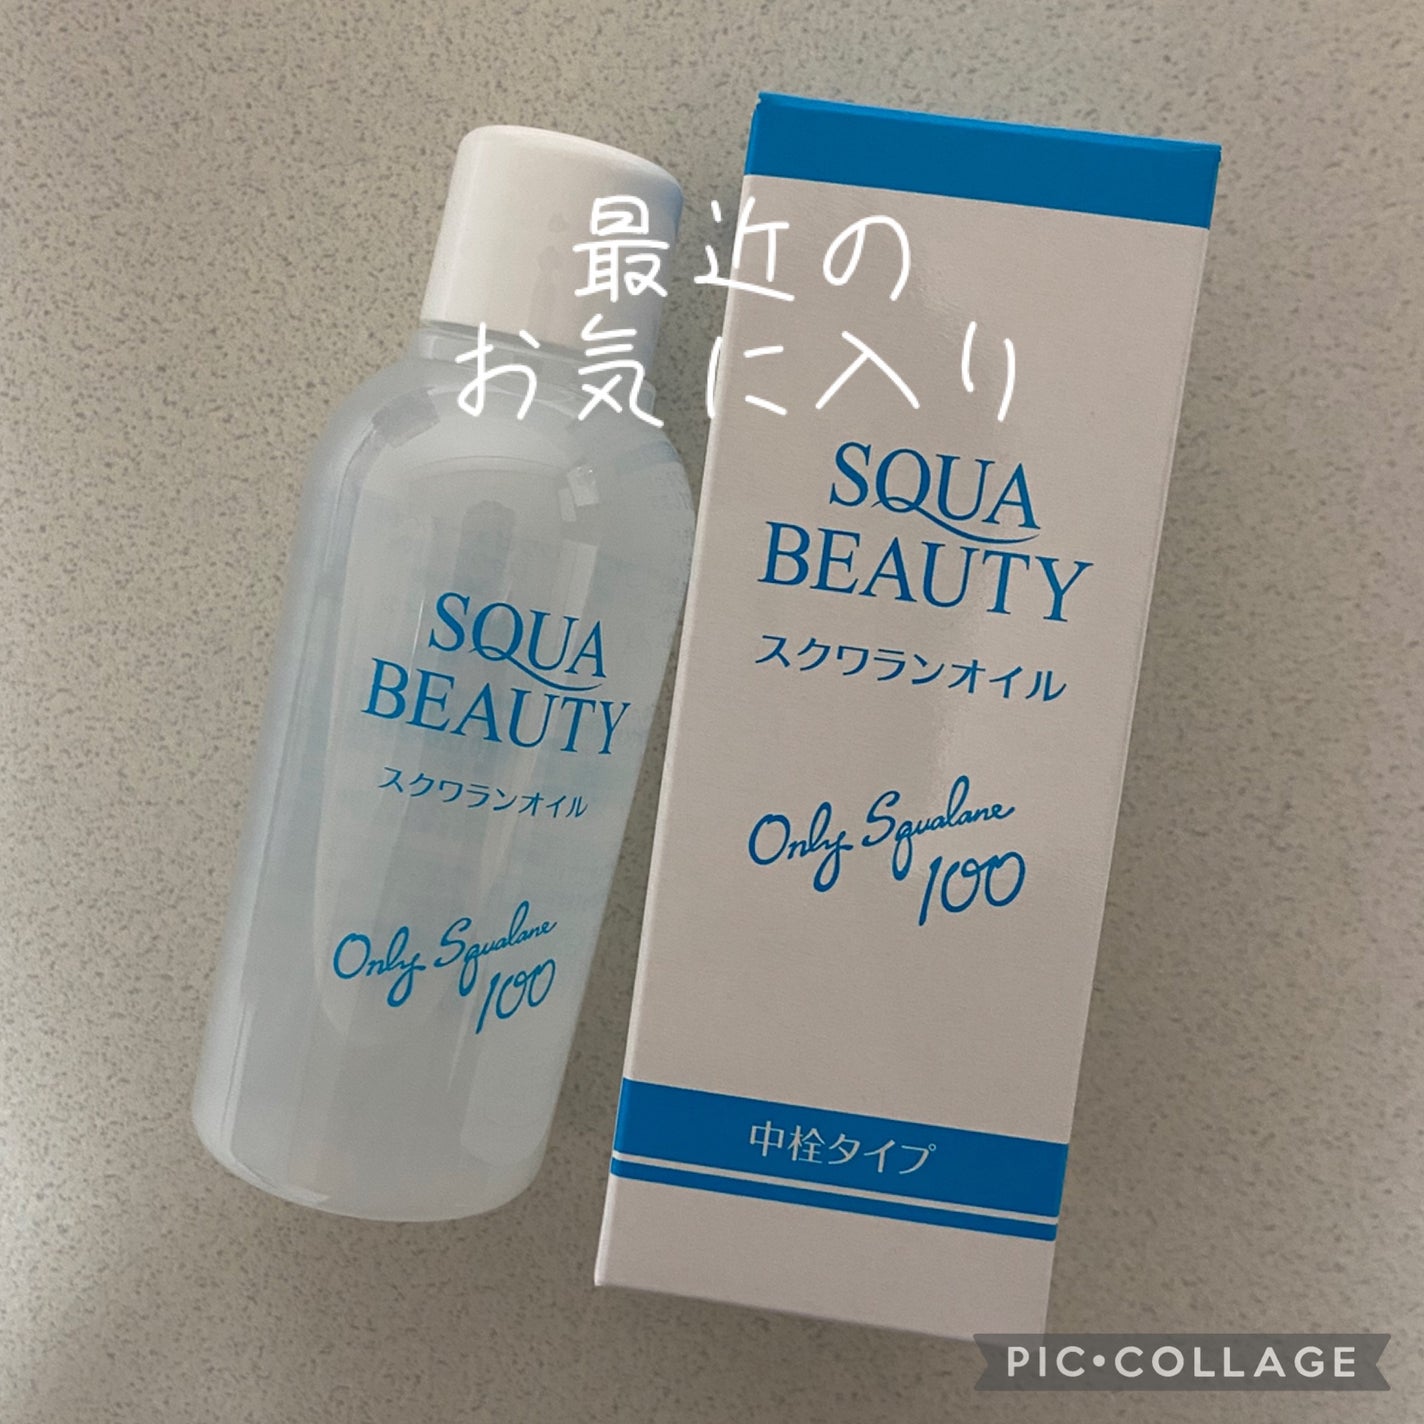 最近の
お気に入り
SQUA
BEAUTY
スクワランオイル
Only Squalane
100
中栓タイプ
SQUA
BEAUTY
スクワランオイル
Only Squalane
100
PIC•COLLAGE